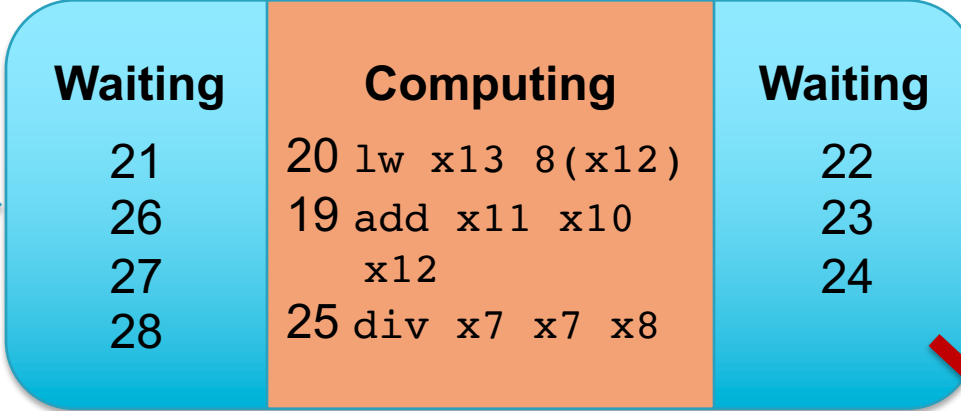 Waiting
21
26
27
28
Computing
20 lw x13 8(x12)
19 add x11 x10
x12
25 div x7 x7 x8
Waiting
22
23
24